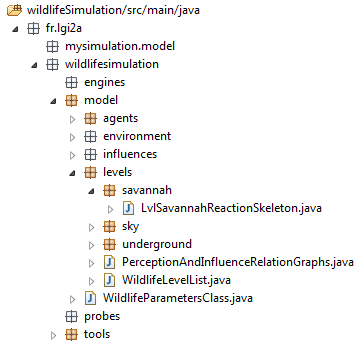 wildlifeSimulation/src/main/java
fr.lgi2a
mysimulation.model
wildlifesimulation
engines
model
agents
environment
influences
levels
savannah
LvlSavannahReactionSkeleton.java
sky
underground
PerceptionAndInfluenceRelationGraphs.java
WildlifeLevelList.java
WildlifeParametersClass.java
probes
tools